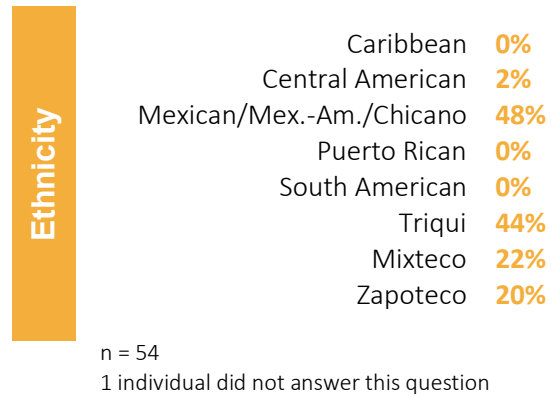 Ethnicity
Caribbean 0%
Central American 2%
Mexican/Mex.-Am./Chicano 48%
Puerto Rican 0%
South American 0%
Triqui 44%
Mixteco 22%
Zapoteco 20%
n = 54
1 individual did not answer this question